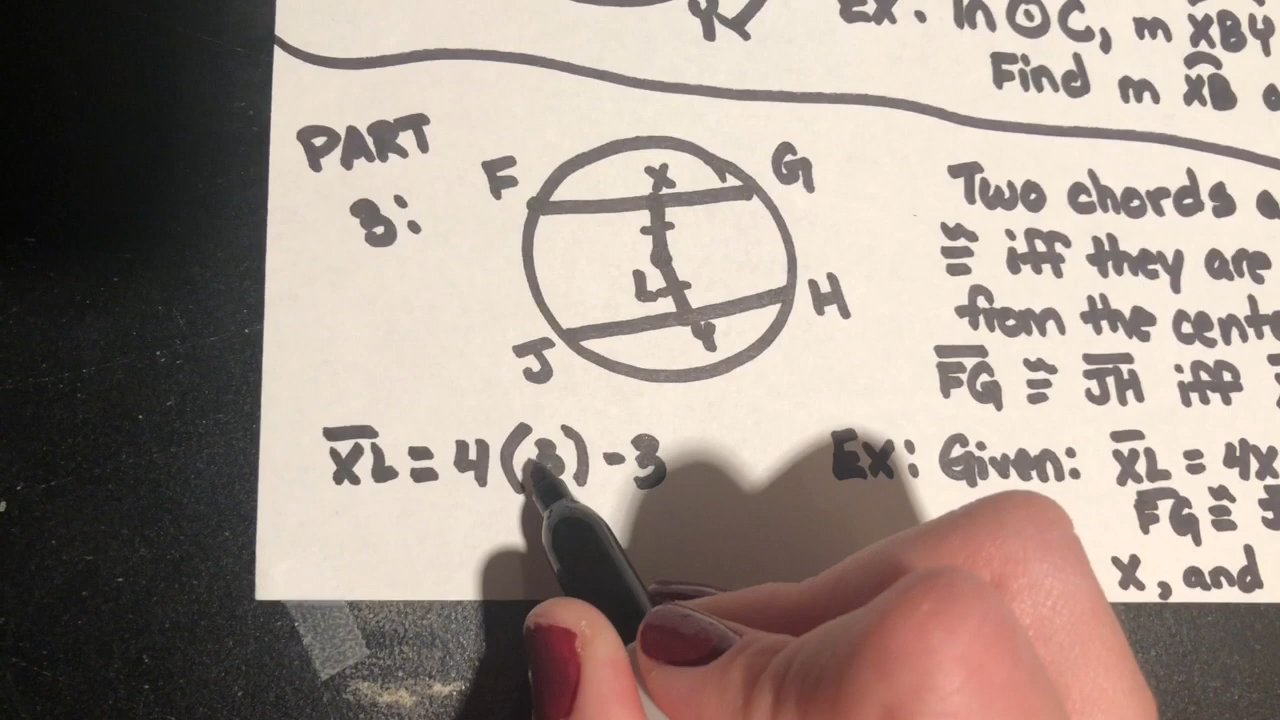 Ex. In ⊙C, m XBY
Find m XB
PART
3:
F
X
G
L
H
J
Y
Two chords
≅ iff they are
from the
FG ≅ JH iff
XL = 4(3)-3
Ex: Given: XL = 4x
FG ≅
x, and